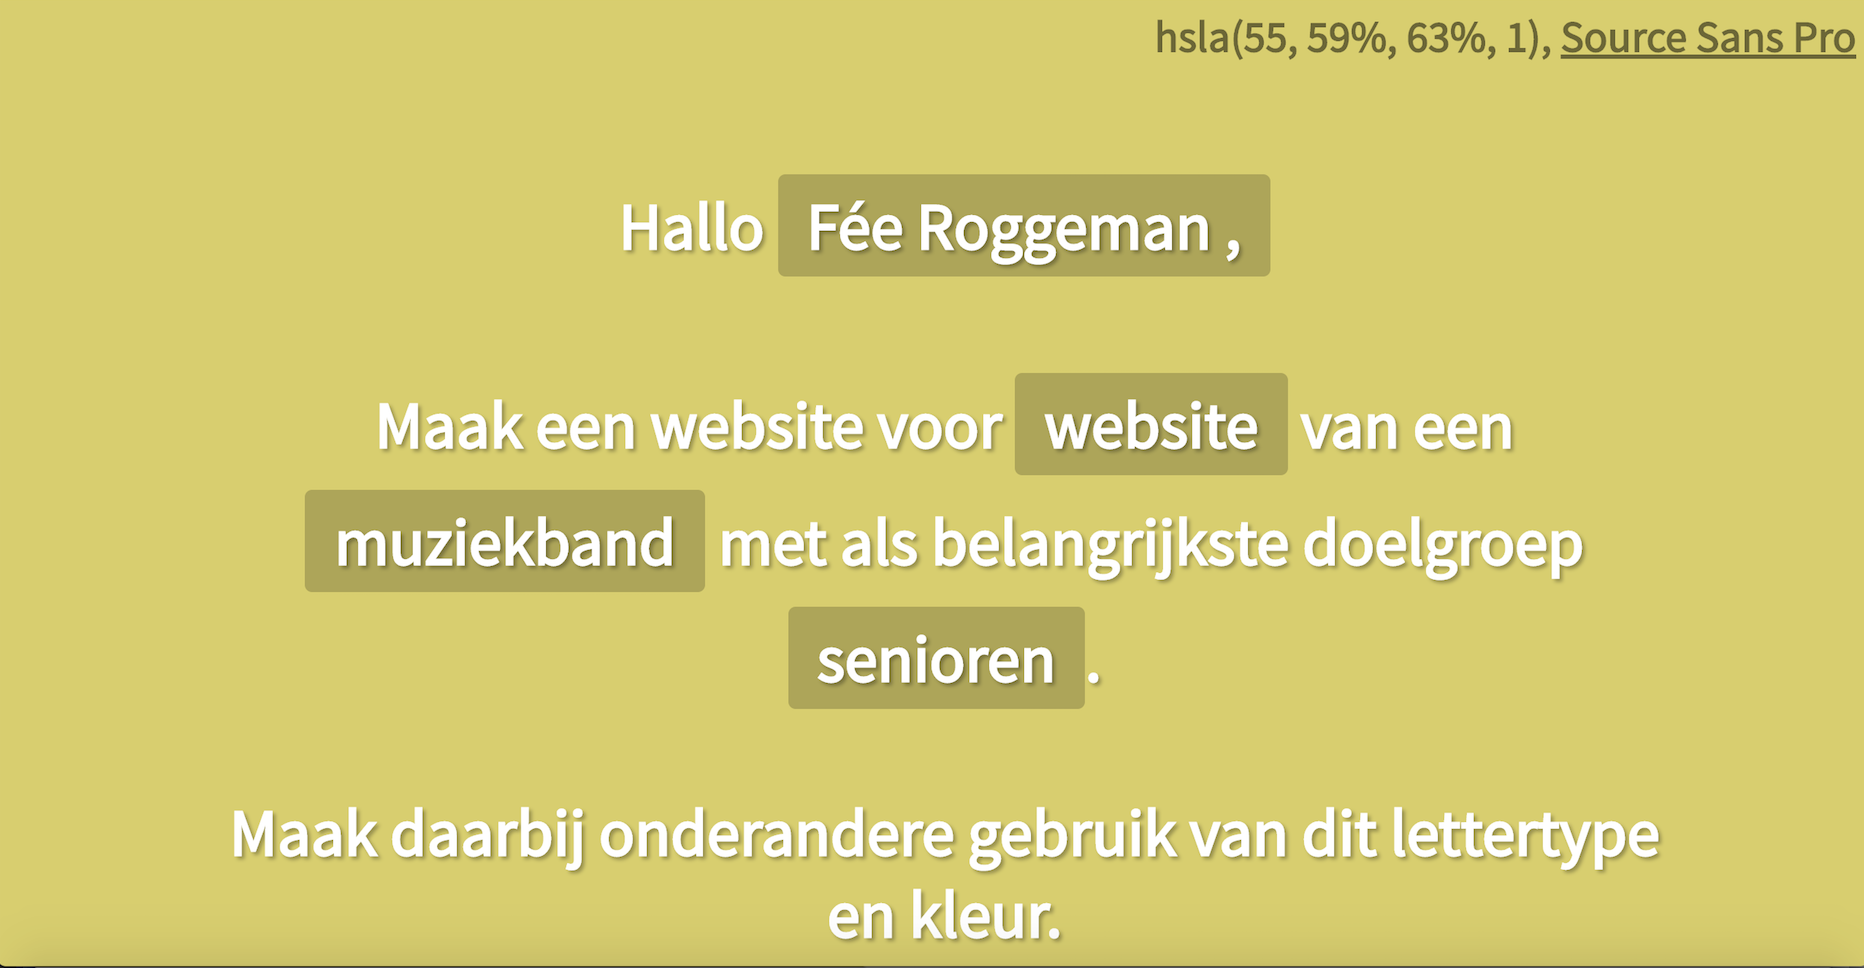 hsla(55, 59%, 63%, 1), Source Sans Pro
Hallo Fée Roggeman ,
Maak een website voor website van een
muziekband met als belangrijkste doelgroep
senioren .
Maak daarbij onderandere gebruik van dit lettertype
en kleur.